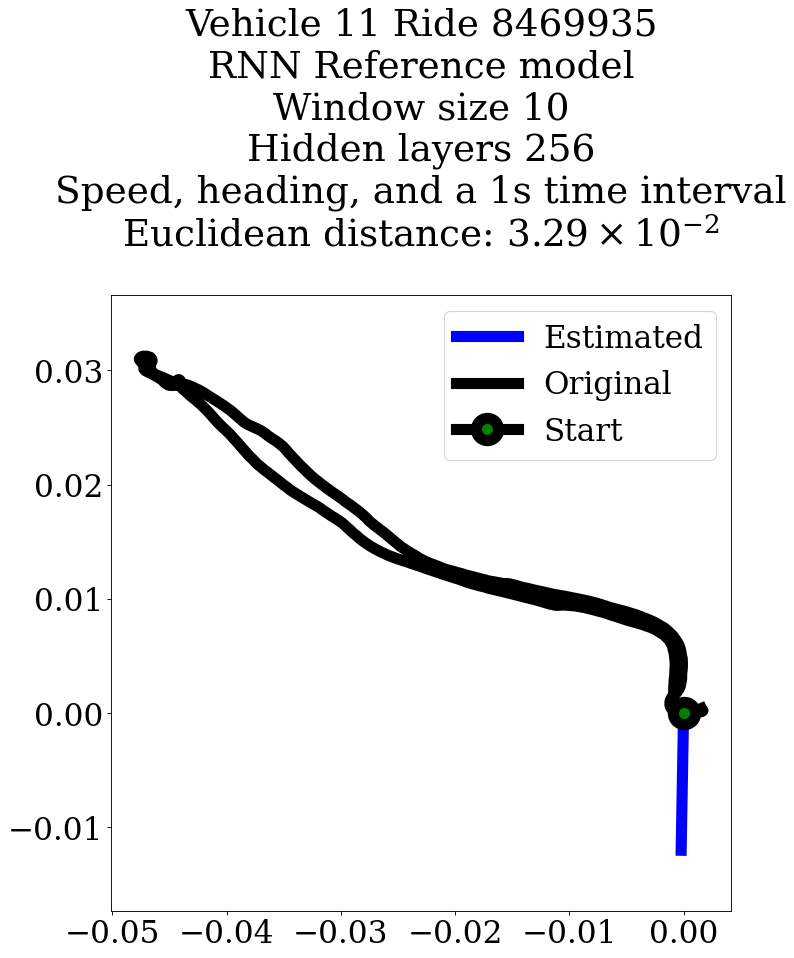 Vehicle 11 Ride 8469935
RNN Reference model
Window size 10
Hidden layers 256
Speed, heading, and a 1s time interval
Euclidean distance: 3.29 × 10⁻²
Estimated
Original
Start
0.03
0.02
0.01
0.00
−0.01
−0.05 −0.04 −0.03 −0.02 −0.01 0.00